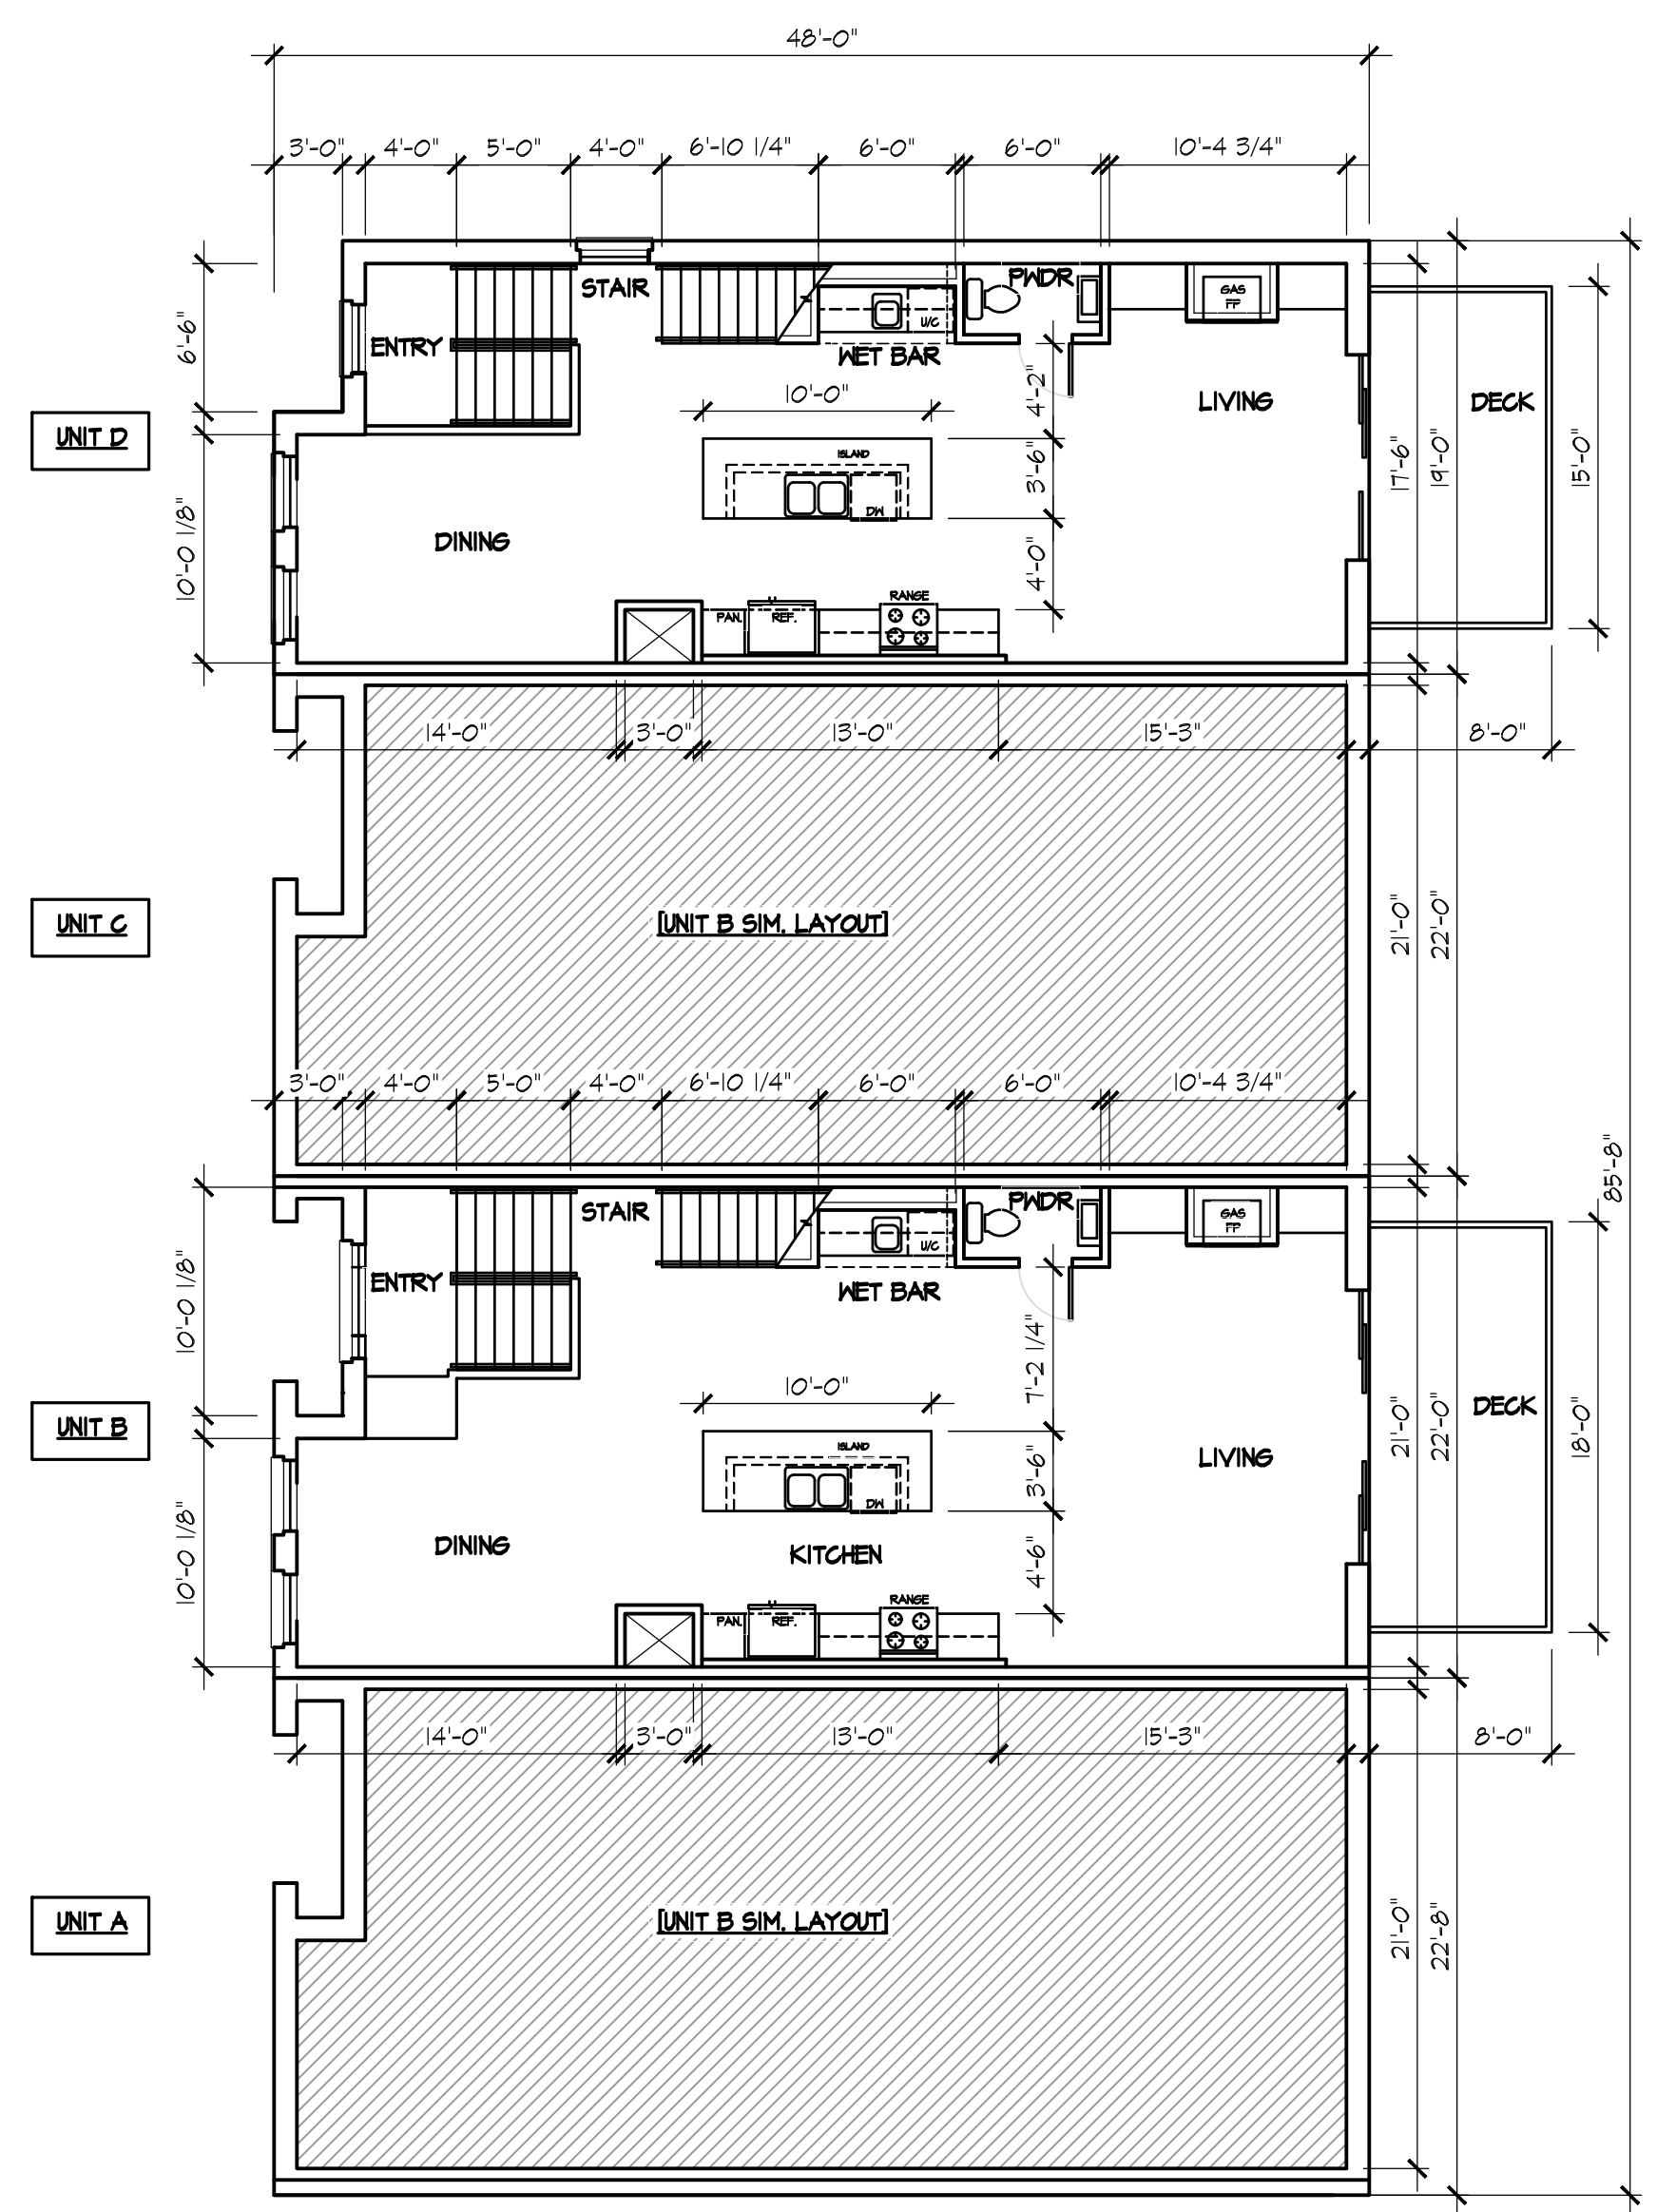 48'-0"
3'-0" 4'-0" 5'-0" 4'-0" 6'-10 1/4" 6'-0" 6'-0" 10'-4 3/4"
STAIR
PWDR
GAS
FP
U/C
6'-6"
ENTRY
WET BAR
4'-2"
10'-0"
LIVING
DECK
UNIT D
ISLAND
3'-6"
17'-6"
19'-0"
15'-0"
DW
DINING
10'-0 1/8"
4'-0"
RANGE
PAN.
REF.
14'-0" 3'-0" 13'-0" 15'-3" 8'-0"
UNIT C
[UNIT B SIM. LAYOUT]
21'-0"
22'-0"
3'-0" 4'-0" 5'-0" 4'-0" 6'-10 1/4" 6'-0" 6'-0" 10'-4 3/4"
85'-8"
STAIR
PWDR
GAS
FP
U/C
10'-0 1/8"
ENTRY
WET BAR
7'-2 1/4"
10'-0"
DECK
UNIT B
21'-0"
22'-0"
18'-0"
ISLAND
LIVING
3'-6"
DW
DINING
KITCHEN
10'-0 1/8"
4'-6"
RANGE
PAN.
REF.
14'-0" 3'-0" 13'-0" 15'-3" 8'-0"
UNIT A
[UNIT B SIM. LAYOUT]
21'-0"
22'-8"